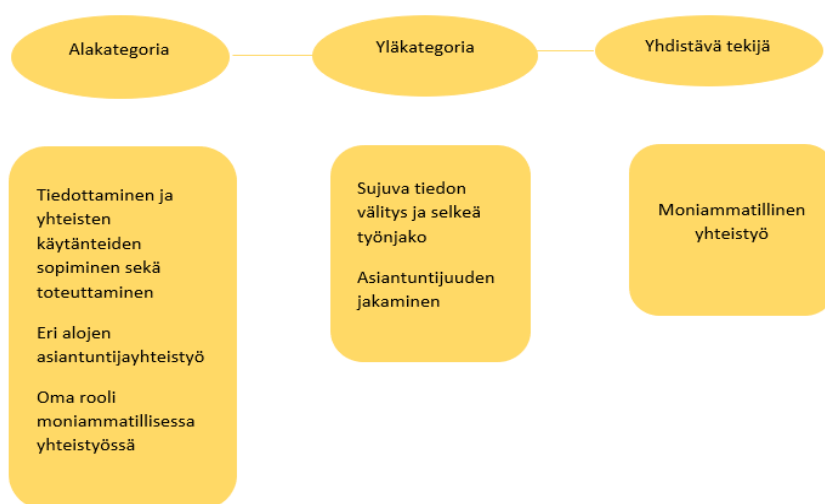 Alakategoria
Yläkategoria
Yhdistävä tekijä
Tiedottaminen ja
yhteisten
käytänteiden
sopiminen sekä
toteuttaminen
Eri alojen
asiantuntijayhteistyö
Oma rooli
moniammatillisessa
yhteistyössä
Sujuva tiedon
välitys ja selkeä
työnjako
Asiantuntijuuden
jakaminen
Moniammatillinen
yhteistyö